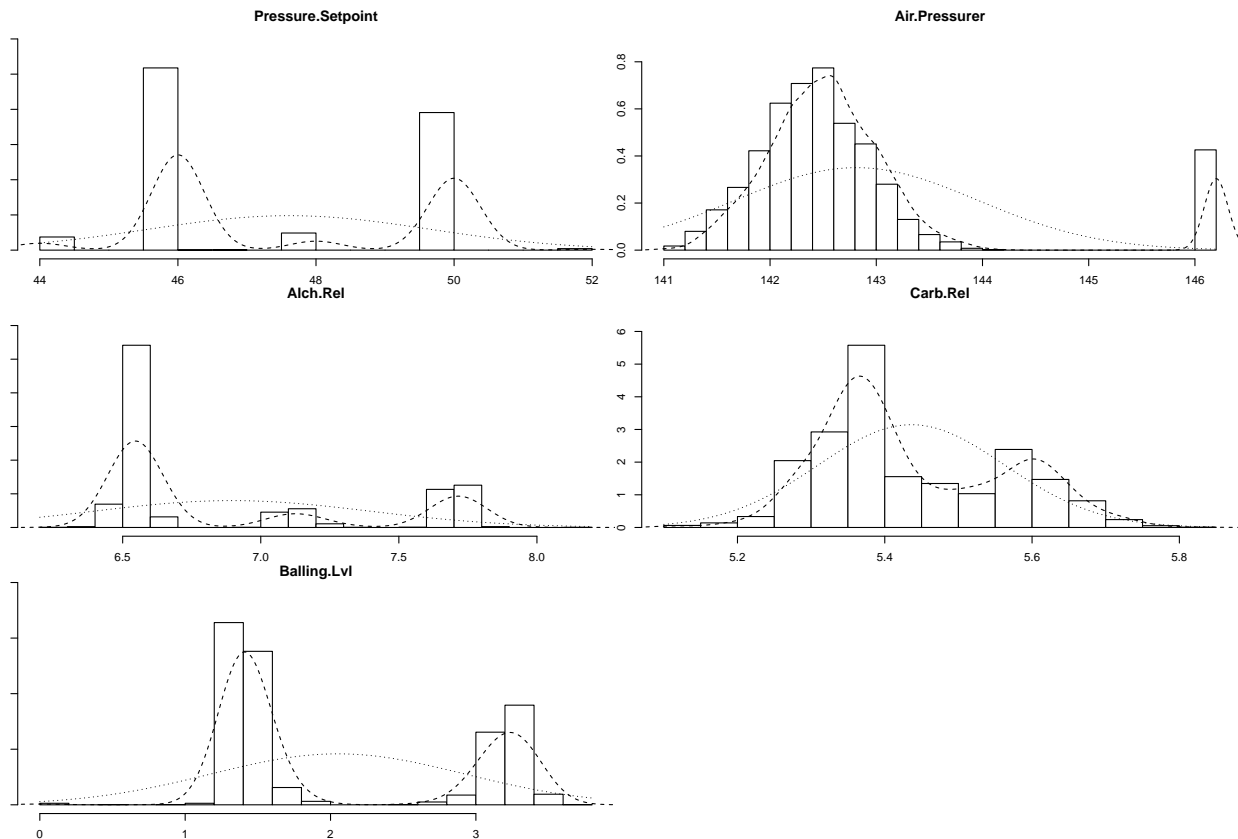 Pressure.Setpoint
44 46 48 50 52
Air.Pressurer
0.0 0.2 0.4 0.6 0.8
141 142 143 144 145 146
Alch.Rel
6.5 7.0 7.5 8.0
Carb.Rel
0 1 2 3 4 5 6
5.2 5.4 5.6 5.8
Balling.Lvl
0 1 2 3